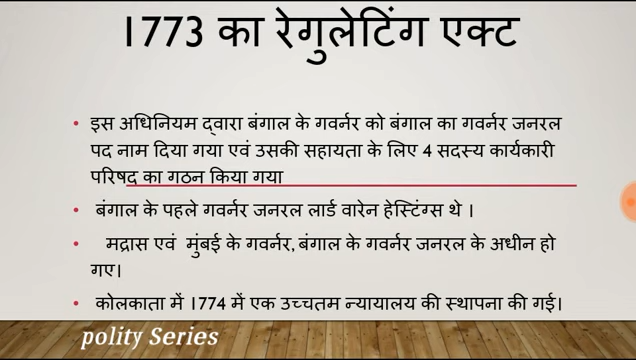 1773 का रेगुलेटिंग एक्ट
• इस अधिनियम द्वारा बंगाल के गवर्नर को बंगाल का गवर्नर जनरल
पद नाम दिया गया एवं उसकी सहायता के लिए 4 सदस्य कार्यकारी
परिषद का गठन किया गया
• बंगाल के पहले गवर्नर जनरल लार्ड वारेन हेस्टिंग्स थे ।
• मद्रास एवं मुंबई के गवर्नर, बंगाल के गवर्नर जनरल के अधीन हो
गए।
• कोलकाता में 1774 में एक उच्चतम न्यायालय की स्थापना की गई।
polity Series